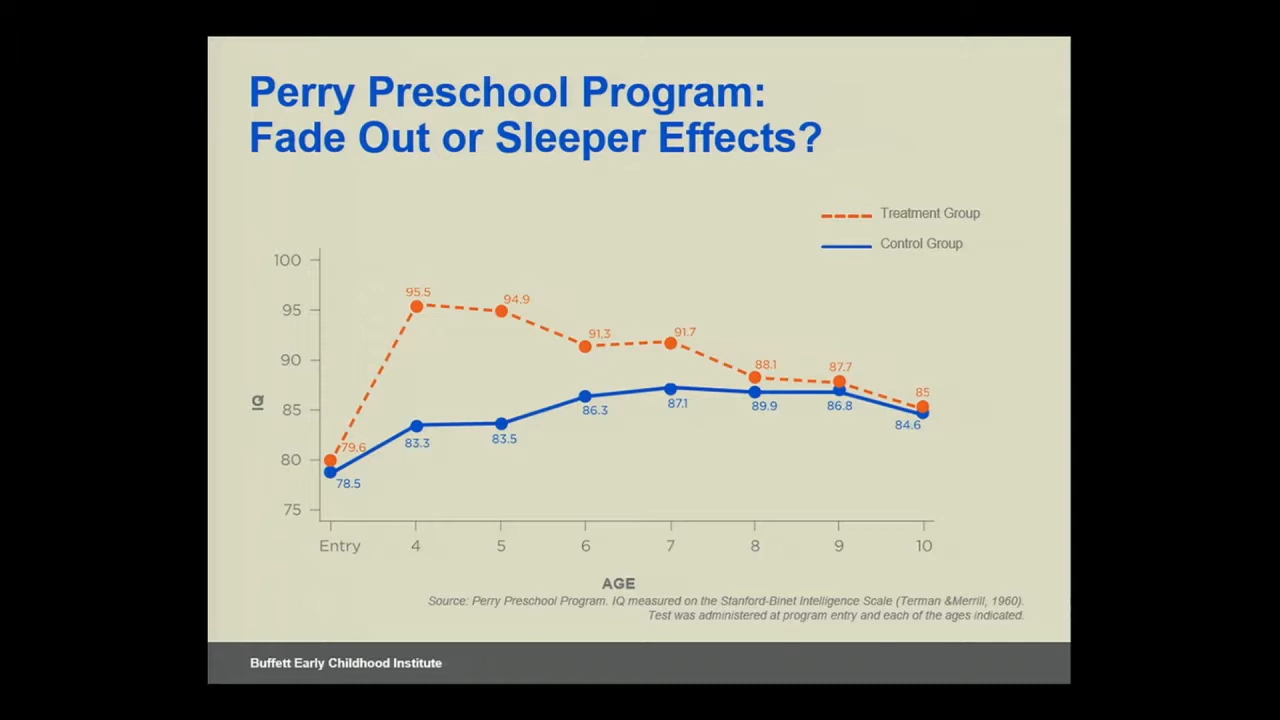 Perry Preschool Program:
Fade Out or Sleeper Effects?
Treatment Group
Control Group
100
95
90
85
80
75
IQ
95.5
94.9
91.3
91.7
88.1
87.7
85
79.6
78.5
83.3
83.5
86.3
87.1
89.9
86.8
84.6
Entry 4 5 6 7 8 9 10
AGE
Source: Perry Preschool Program. IQ measured on the Stanford-Binet Intelligence Scale (Terman &Merrill, 1960).
Test was administered at program entry and each of the ages indicated.
Buffett Early Childhood Institute